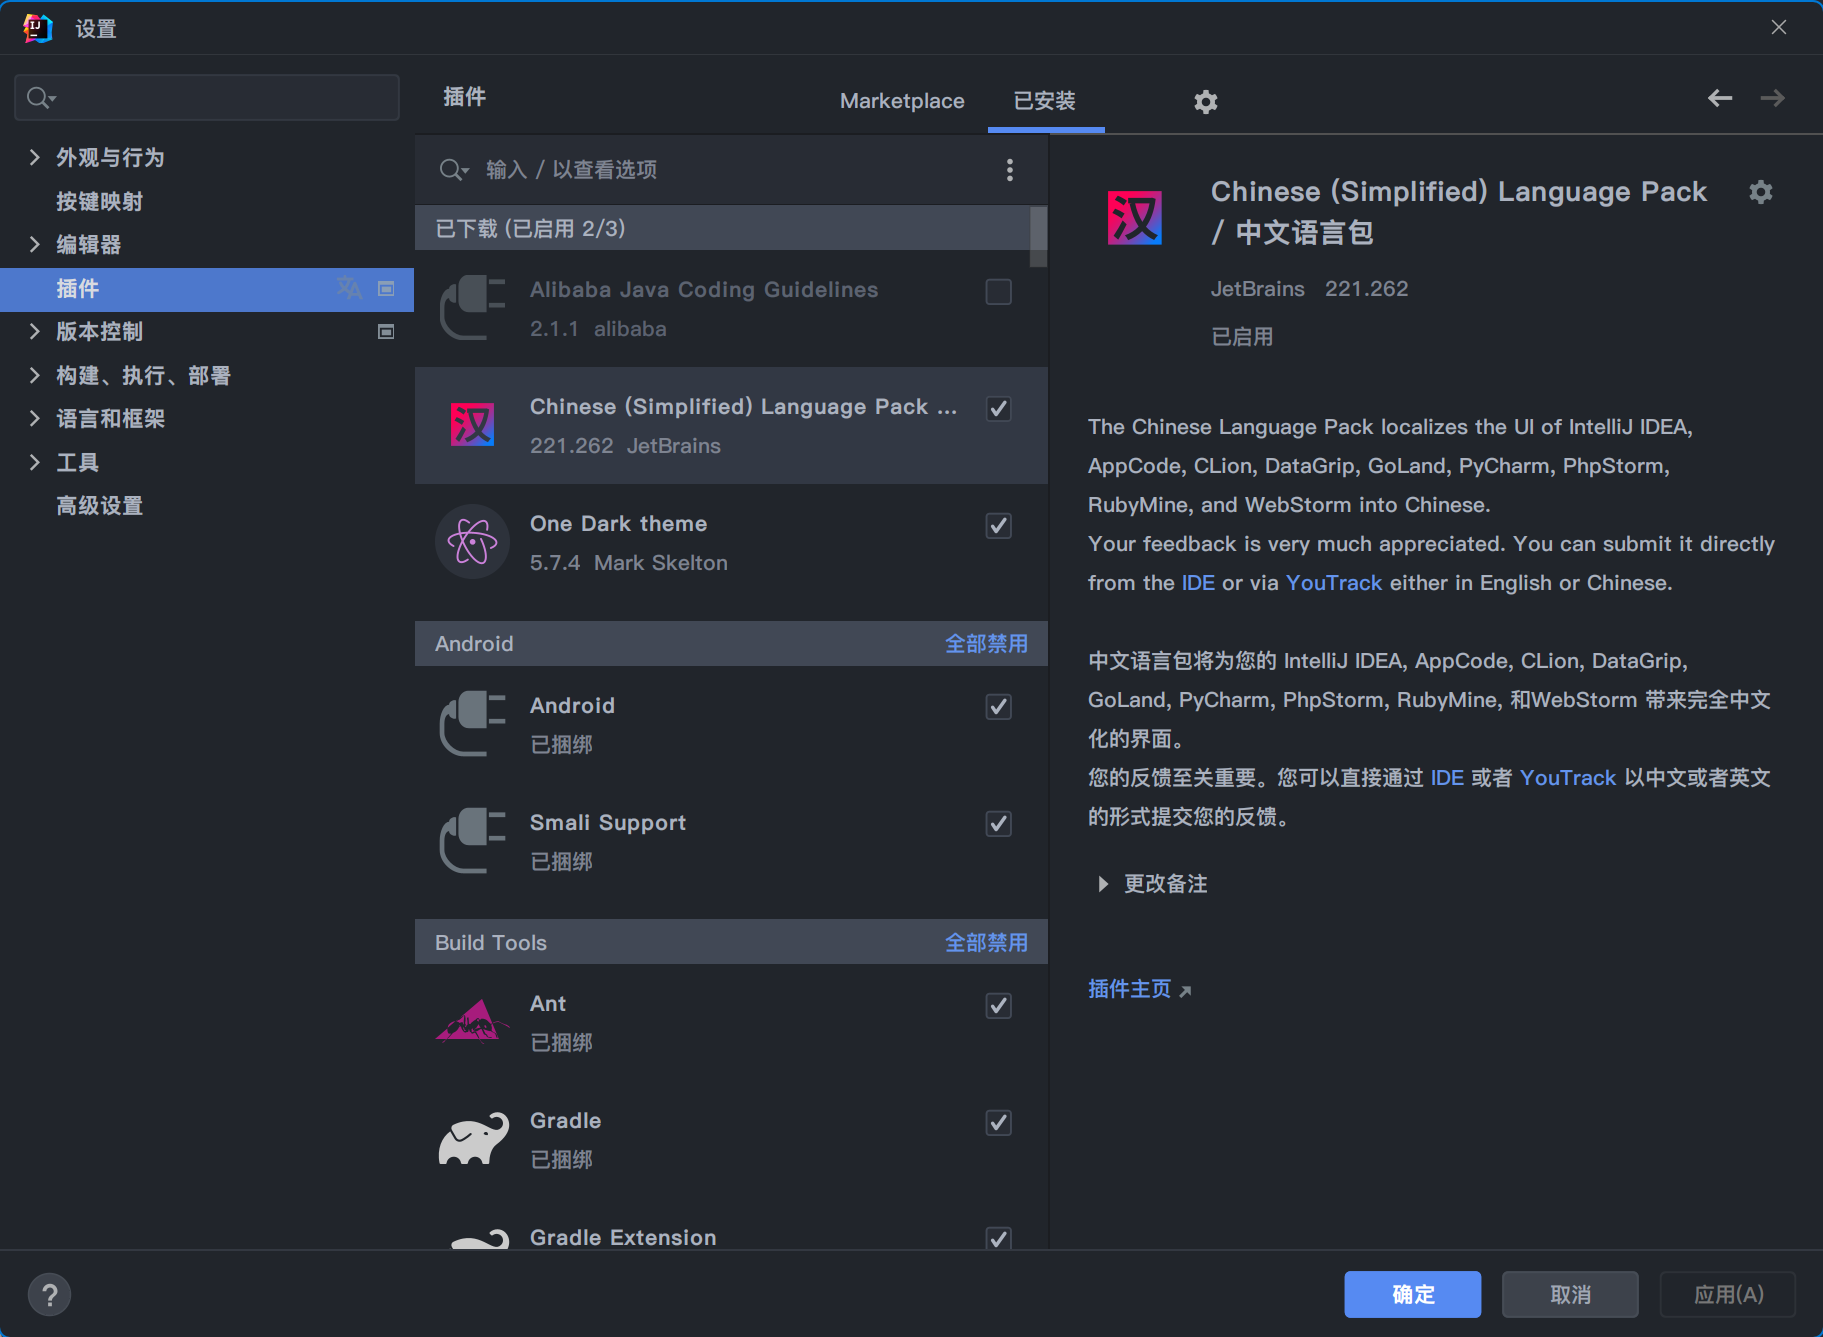 设置
外观与行为
按键映射
编辑器
插件
版本控制
构建、执行、部署
语言和框架
工具
高级设置
插件
Marketplace
已安装
输入 / 以查看选项
已下载 (已启用 2/3)
Alibaba Java Coding Guidelines
2.1.1 alibaba
Chinese (Simplified) Language Pack ...
221.262 JetBrains
One Dark theme
5.7.4 Mark Skelton
Android 全部禁用
Android
已捆绑
Smali Support
已捆绑
Build Tools 全部禁用
Ant
已捆绑
Gradle
已捆绑
Gradle Extension
汉
Chinese (Simplified) Language Pack
/ 中文语言包
JetBrains 221.262
已启用
The Chinese Language Pack localizes the UI of IntelliJ IDEA,
AppCode, CLion, DataGrip, GoLand, PyCharm, PhpStorm,
RubyMine, and WebStorm into Chinese.
Your feedback is very much appreciated. You can submit it directly
from the IDE or via YouTrack either in English or Chinese.
中文语言包将为您的 IntelliJ IDEA, AppCode, CLion, DataGrip,
GoLand, PyCharm, PhpStorm, RubyMine, 和WebStorm 带来完全中文
化的界面。
您的反馈至关重要。您可以直接通过 IDE 或者 YouTrack 以中文或者英文
的形式提交您的反馈。
更改备注
插件主页
?
确定
取消
应用(A)